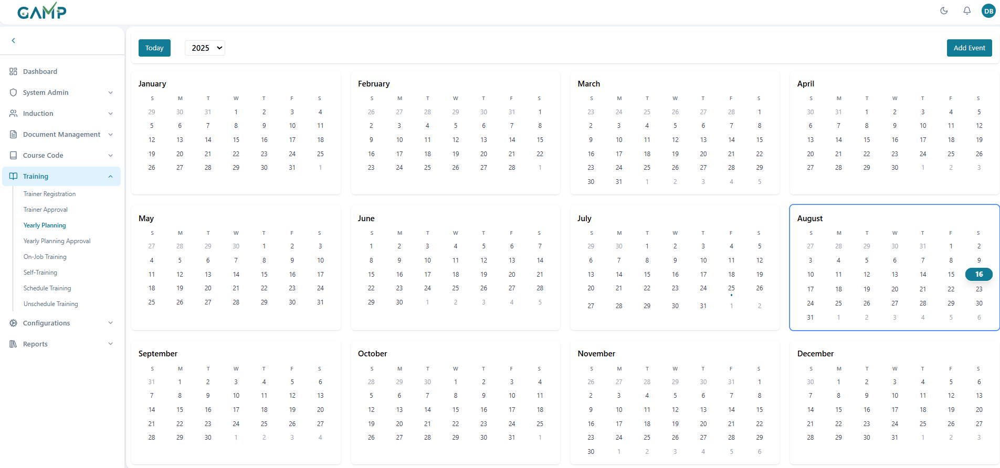 GAMP
DB
Today
2025
Add Event
Dashboard
System Admin
Induction
Document Management
Course Code
Training
Trainer Registration
Trainer Approval
Yearly Planning
Yearly Planning Approval
On-Job Training
Self-Training
Schedule Training
Unschedule Training
Configurations
Reports
January
S M T W T F S
29 30 31 1 2 3 4
5 6 7 8 9 10 11
12 13 14 15 16 17 18
19 20 21 22 23 24 25
26 27 28 29 30 31 1
February
S M T W T F S
26 27 28 29 30 31 1
2 3 4 5 6 7 8
9 10 11 12 13 14 15
16 17 18 19 20 21 22
23 24 25 26 27 28 1
March
S M T W T F S
23 24 25 26 27 28 1
2 3 4 5 6 7 8
9 10 11 12 13 14 15
16 17 18 19 20 21 22
23 24 25 26 27 28 29
30 31 1 2 3 4 5
April
S M T W T F S
30 31 1 2 3 4 5
6 7 8 9 10 11 12
13 14 15 16 17 18 19
20 21 22 23 24 25 26
27 28 29 30 1 2 3
May
S M T W T F S
27 28 29 30 1 2 3
4 5 6 7 8 9 10
11 12 13 14 15 16 17
18 19 20 21 22 23 24
25 26 27 28 29 30 31
June
S M T W T F S
1 2 3 4 5 6 7
8 9 10 11 12 13 14
15 16 17 18 19 20 21
22 23 24 25 26 27 28
29 30 1 2 3 4 5
July
S M T W T F S
29 30 1 2 3 4 5
6 7 8 9 10 11 12
13 14 15 16 17 18 19
20 21 22 23 24 25 26
27 28 29 30 31 1 2
August
S M T W T F S
27 28 29 30 31 1 2
3 4 5 6 7 8 9
10 11 12 13 14 15 16
17 18 19 20 21 22 23
24 25 26 27 28 29 30
31 1 2 3 4 5 6
September
S M T W T F S
31 1 2 3 4 5 6
7 8 9 10 11 12 13
14 15 16 17 18 19 20
21 22 23 24 25 26 27
28 29 30 1 2 3 4
October
S M T W T F S
28 29 30 1 2 3 4
5 6 7 8 9 10 11
12 13 14 15 16 17 18
19 20 21 22 23 24 25
26 27 28 29 30 31 1
November
S M T W T F S
26 27 28 29 30 31 1
2 3 4 5 6 7 8
9 10 11 12 13 14 15
16 17 18 19 20 21 22
23 24 25 26 27 28 29
30 1 2 3 4 5 6
December
S M T W T F S
30 1 2 3 4 5 6
7 8 9 10 11 12 13
14 15 16 17 18 19 20
21 22 23 24 25 26 27
28 29 30 31 1 2 3